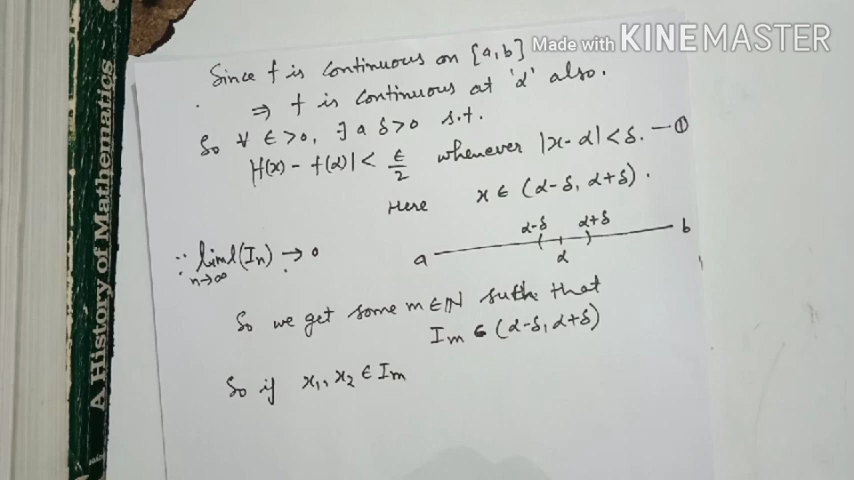 Made with KINEMASTER
Since f is continuous on [a,b]
⇒ f is continuous at 'α' also.
So ∀ ε>0, ∃ a δ>0 s.t.
|f(x) - f(α)| < ε/2 whenever |x-α|<δ. —①
Here x ∈ (α-δ, α+δ).
α-δ α+δ
a b
α
∵ lim l(In) → 0
n→∞
So we get some m∈N such that
Im ⊂ (α-δ, α+δ)
So if x1, x2 ∈ Im
A History of Mathematics